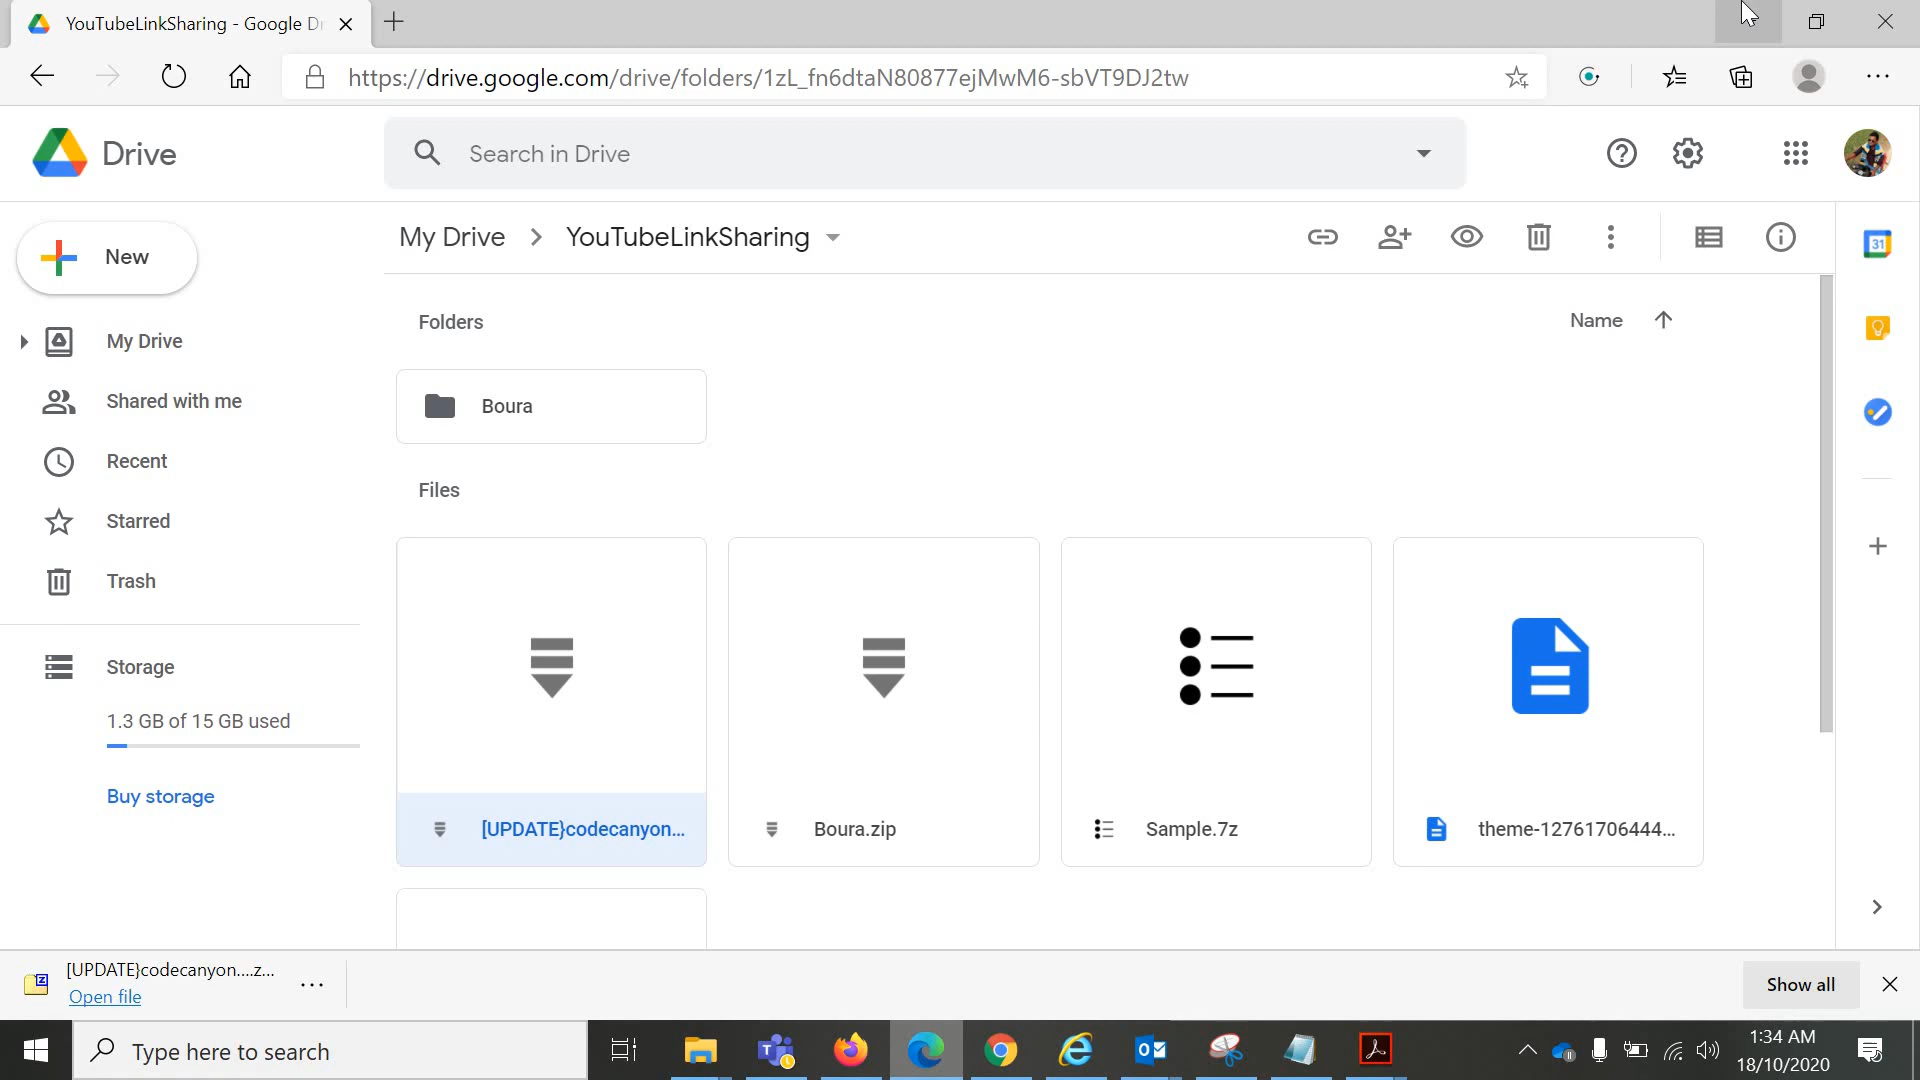 YouTubeLinkSharing - Google Dr
https://drive.google.com/drive/folders/1zL_fn6dtaN80877ejMwM6-sbVT9DJ2tw
Drive
Search in Drive
New
My Drive
YouTubeLinkSharing
31
My Drive
Shared with me
Recent
Starred
Trash
Storage
1.3 GB of 15 GB used
Buy storage
Folders
Name
Boura
Files
[UPDATE}codecanyon...
Boura.zip
Sample.7z
theme-12761706444...
[UPDATE}codecanyon....z...
Open file
Show all
Type here to search
1:34 AM
18/10/2020